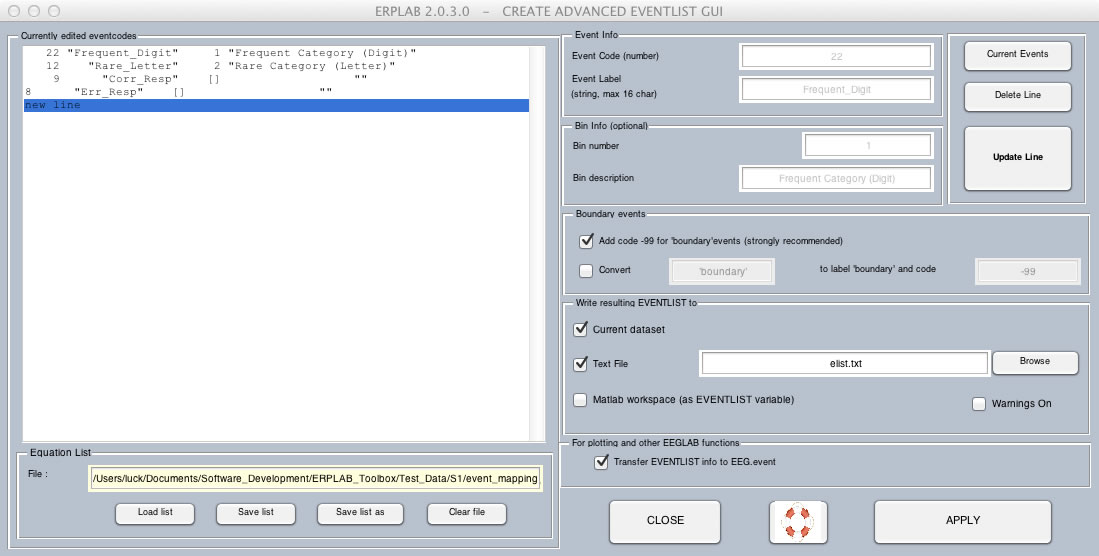 ERPLAB 2.0.3.0 - CREATE ADVANCED EVENTLIST GUI
Currently edited eventcodes
22 "Frequent_Digit" 1 "Frequent Category (Digit)"
12 "Rare_Letter" 2 "Rare Category (Letter)"
9 "Corr_Resp" [] ""
8 "Err_Resp" [] ""
new line
Equation List
File :
/Users/luck/Documents/Software_Development/ERPLAB_Toolbox/Test_Data/S1/event_mapping
Load list
Save list
Save list as
Clear file
Event Info
Event Code (number)
22
Event Label
(string, max 16 char)
Frequent_Digit
Bin Info (optional)
Bin number
1
Bin description
Frequent Category (Digit)
Current Events
Delete Line
Update Line
Boundary events
Add code -99 for 'boundary'events (strongly recommended)
Convert
'boundary'
to label 'boundary' and code
-99
Write resulting EVENTLIST to
Current dataset
Text File
elist.txt
Browse
Matlab workspace (as EVENTLIST variable)
Warnings On
For plotting and other EEGLAB functions
Transfer EVENTLIST info to EEG.event
CLOSE
APPLY